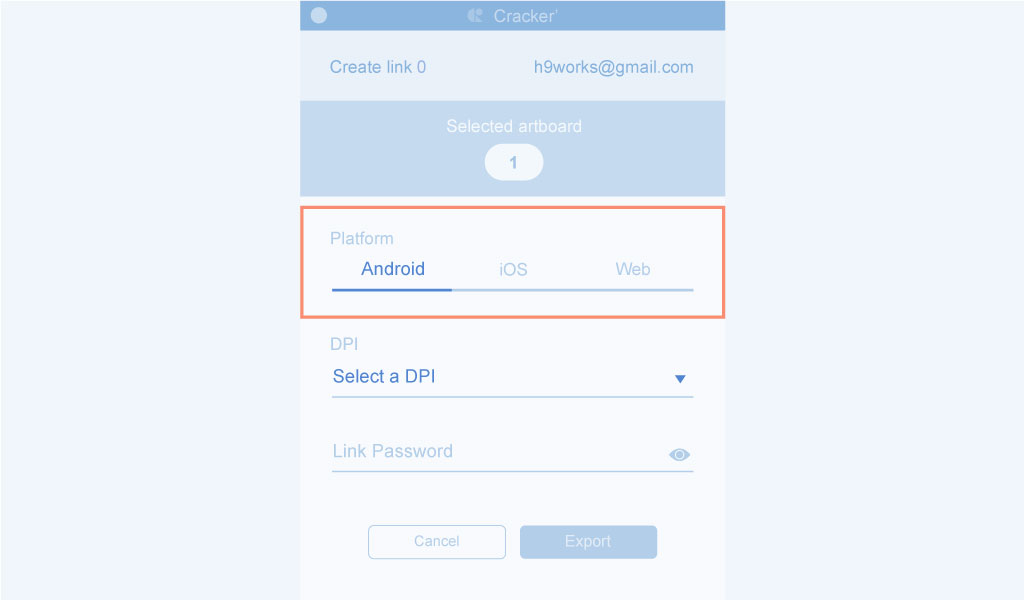 Cracker'
Create link 0 h9works@gmail.com
Selected artboard
1
Platform
Android iOS Web
DPI
Select a DPI
Link Password
Cancel Export